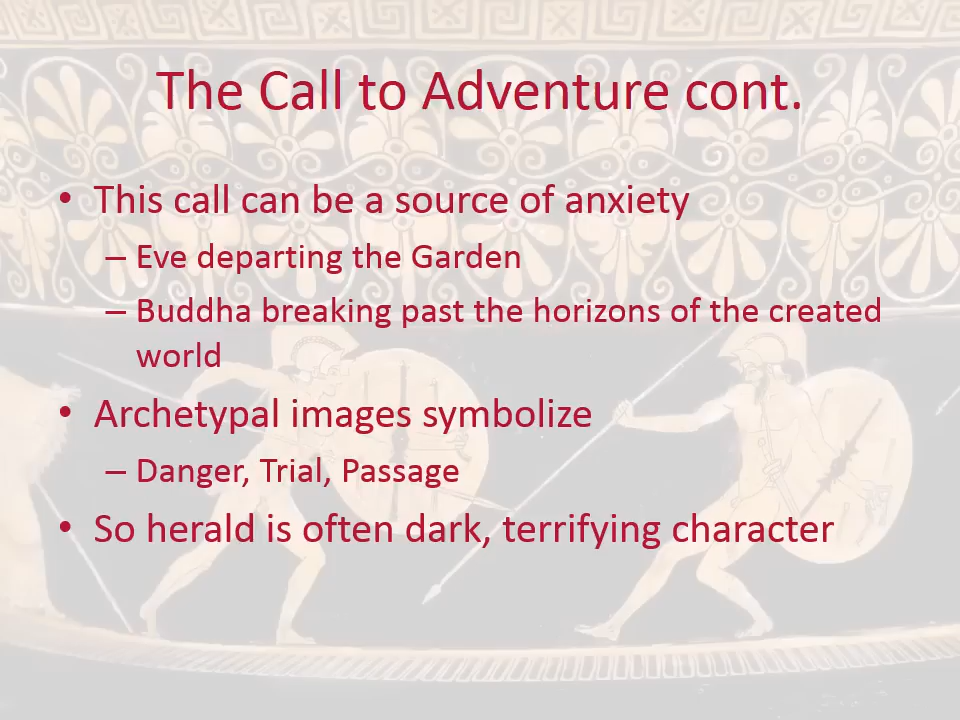 The Call to Adventure cont.
• This call can be a source of anxiety
– Eve departing the Garden
– Buddha breaking past the horizons of the created
world
• Archetypal images symbolize
– Danger, Trial, Passage
• So herald is often dark, terrifying character